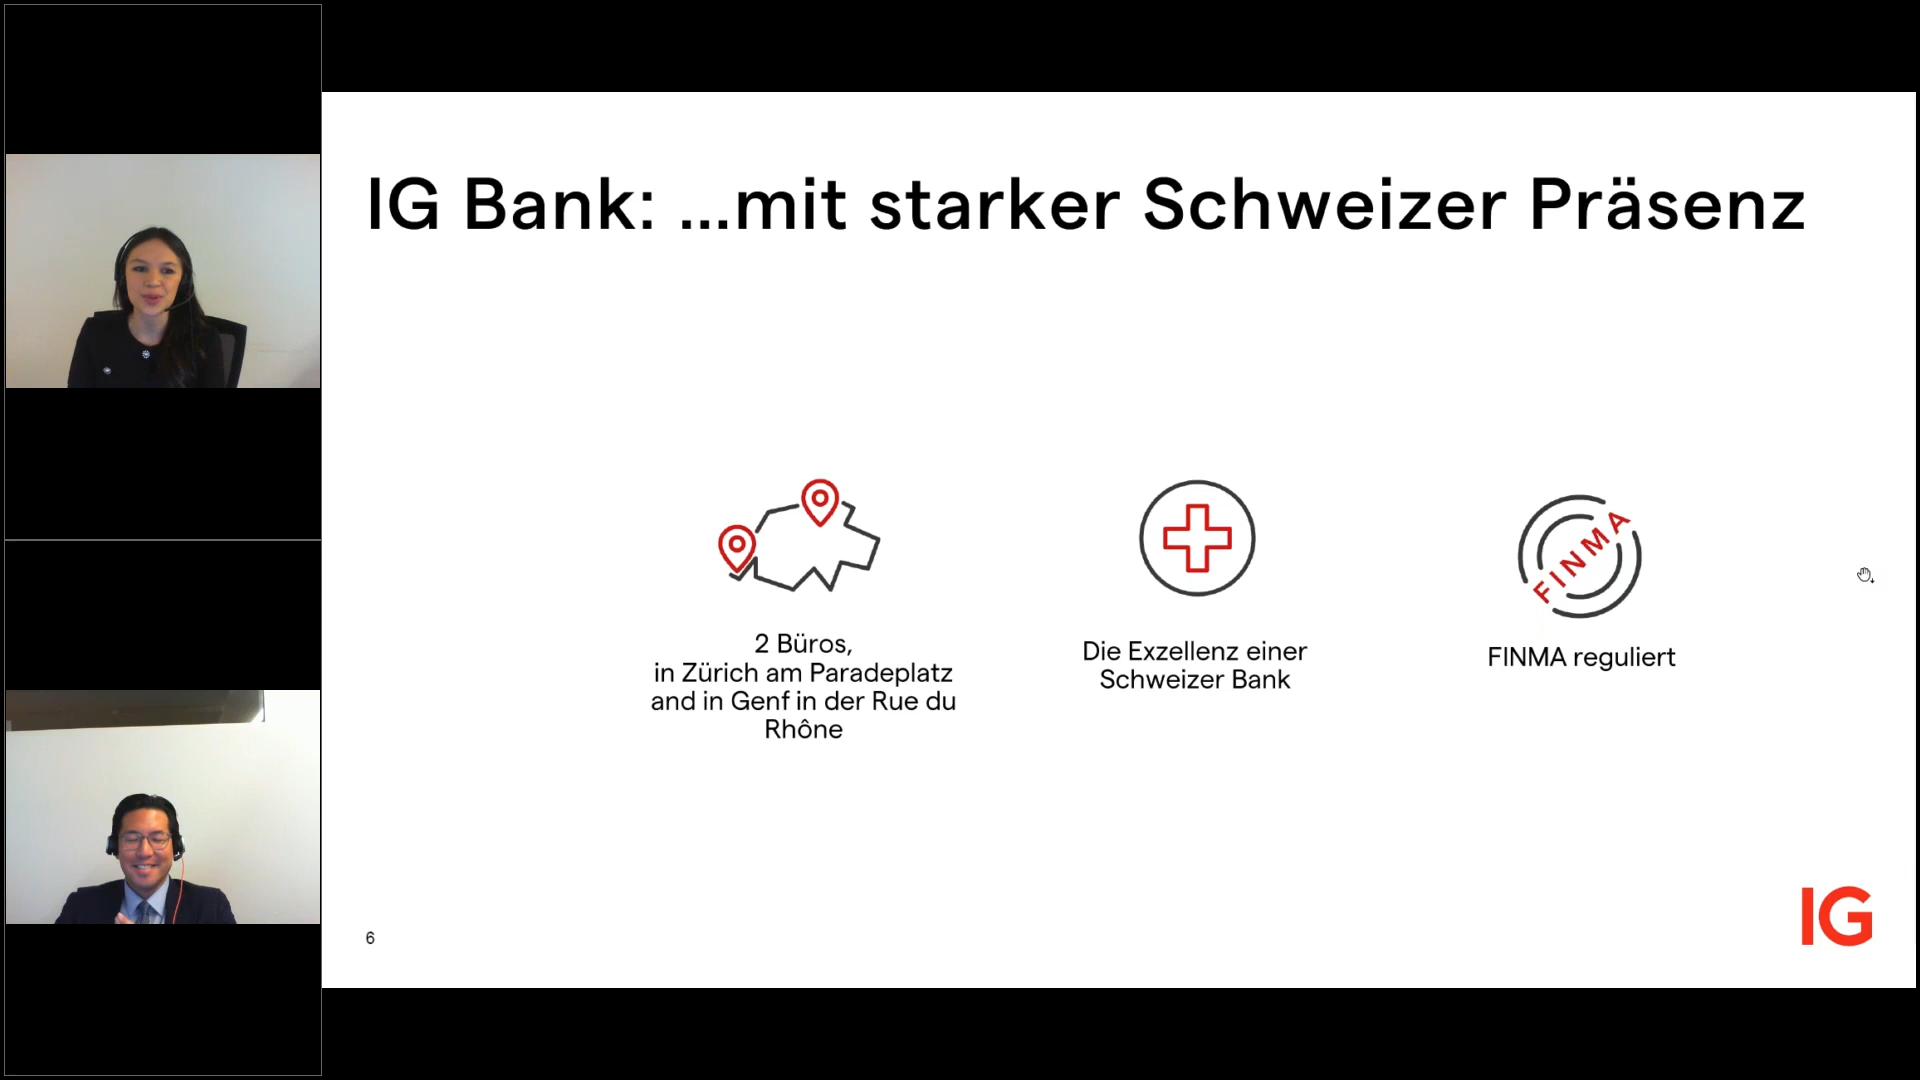 IG Bank: ...mit starker Schweizer Präsenz
2 Büros,
in Zürich am Paradeplatz
and in Genf in der Rue du
Rhône
Die Exzellenz einer
Schweizer Bank
FINMA
FINMA reguliert
6
IG